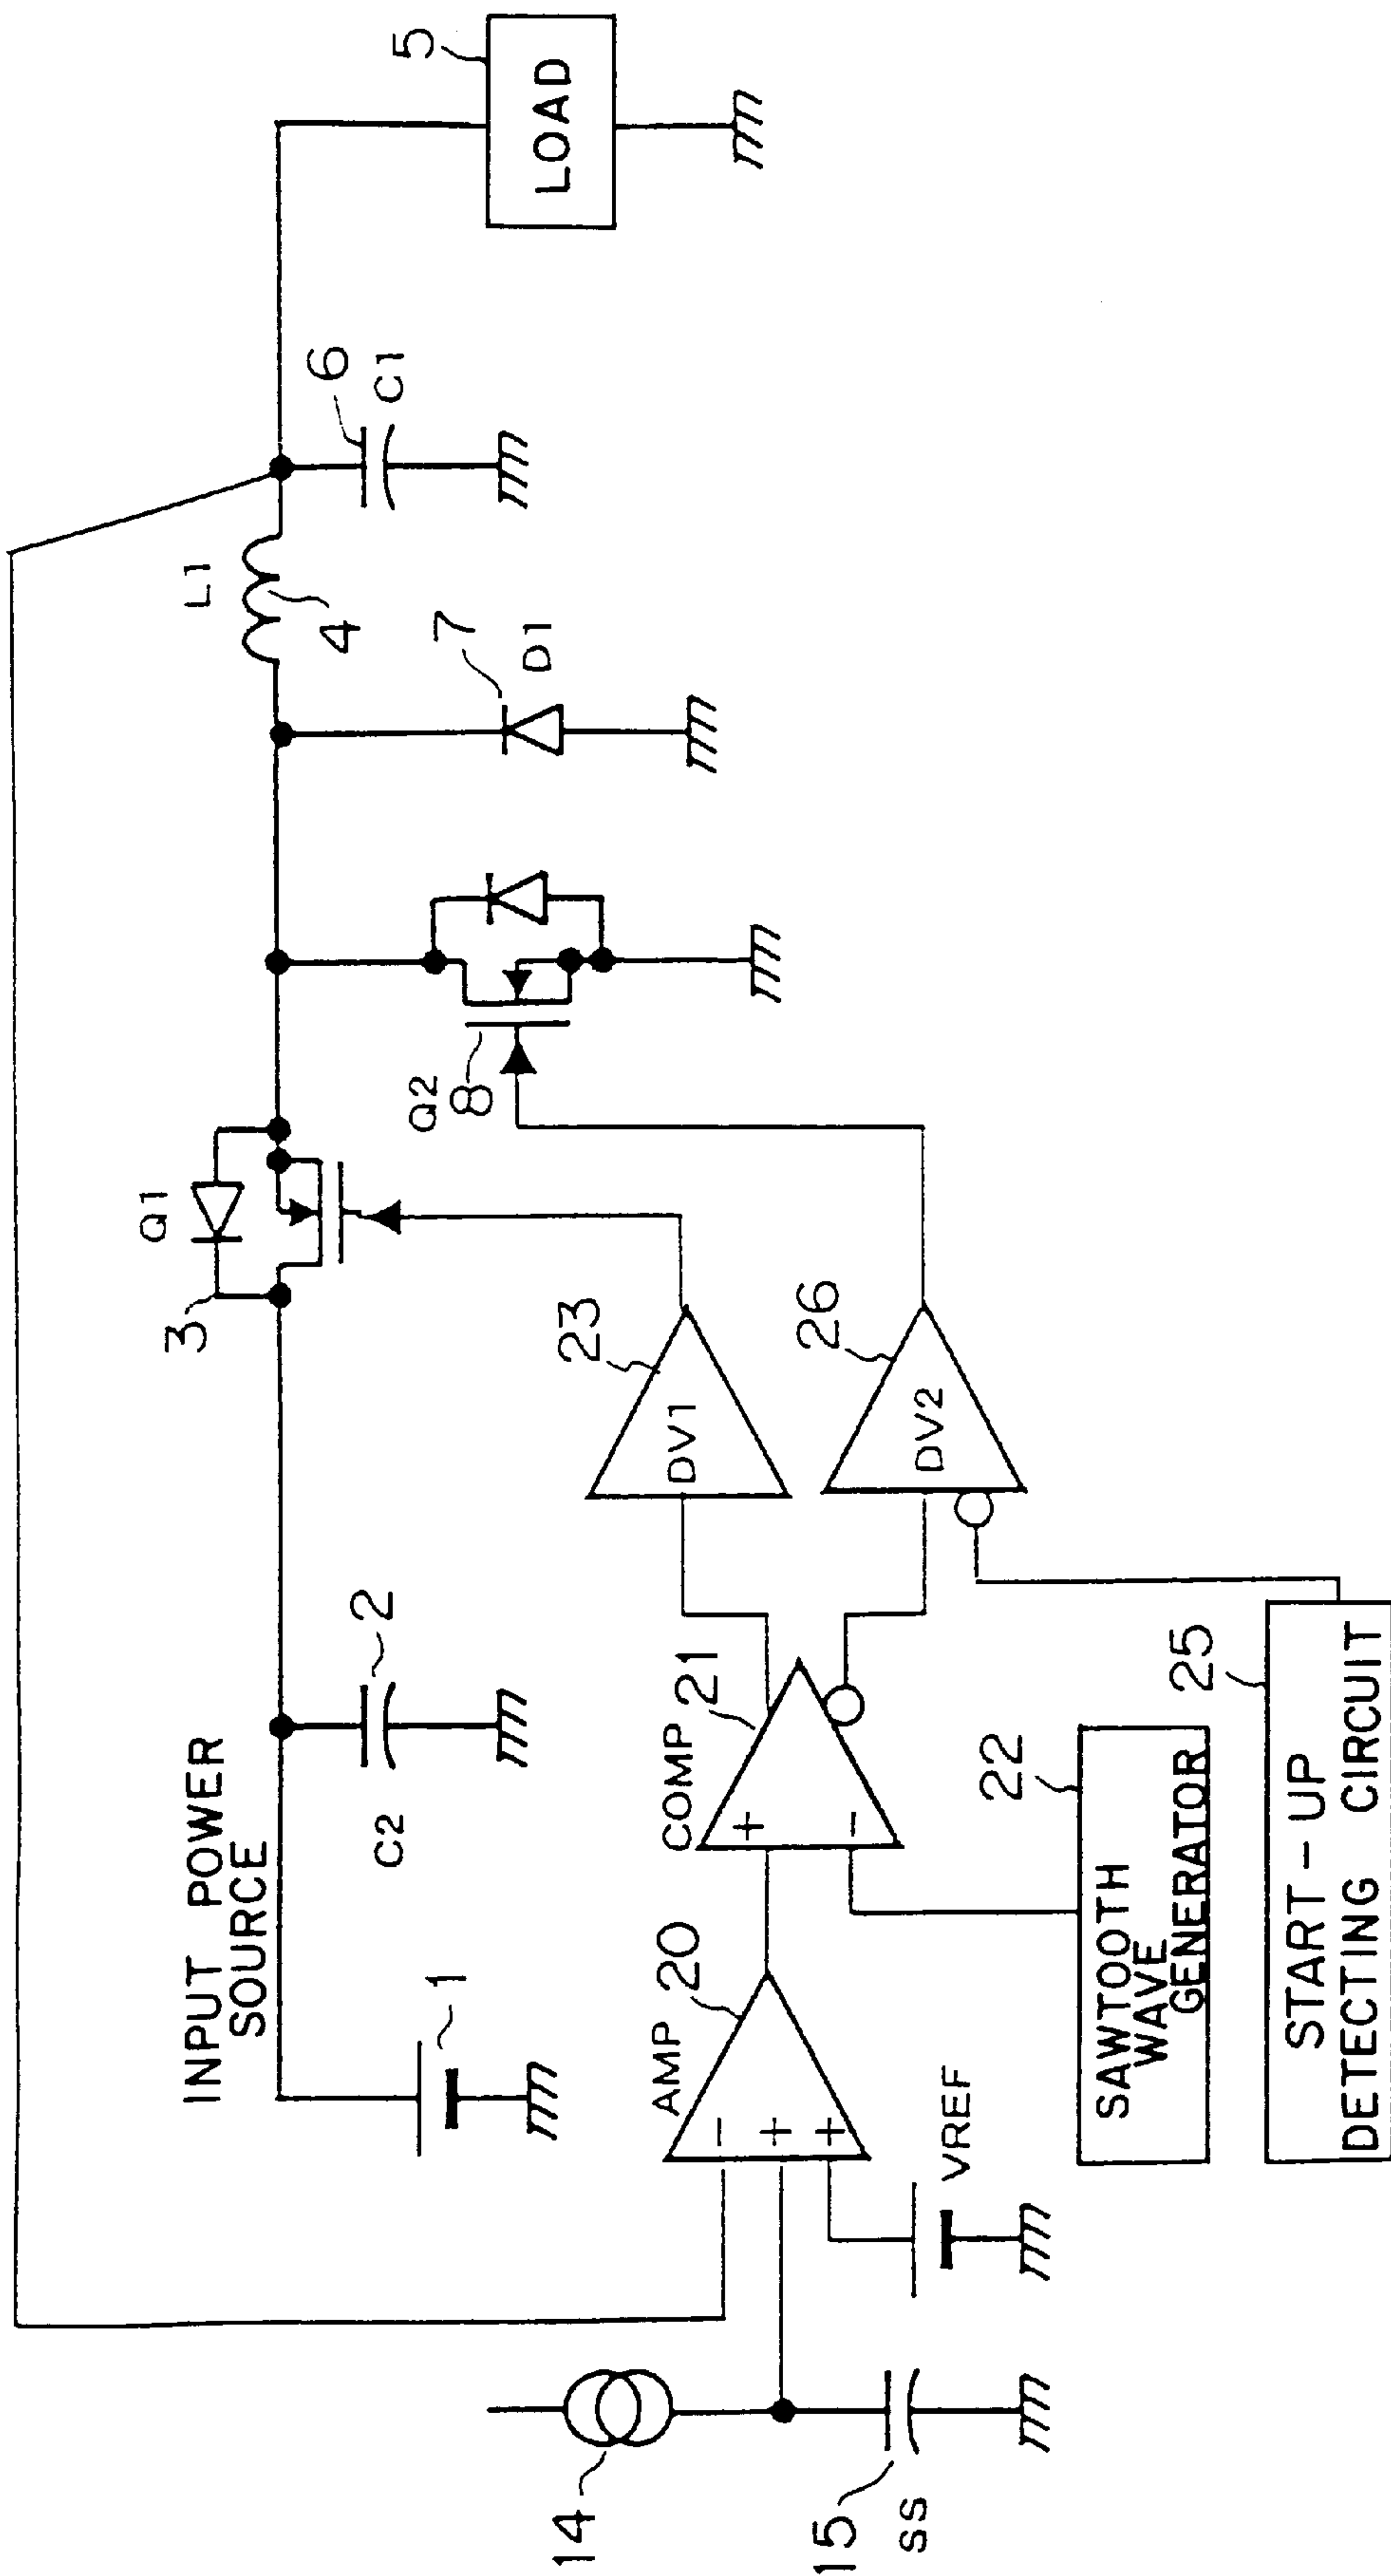 INPUT POWER
SOURCE
1
C2
2
3
Q1
Q2
8
L1
4
7
D1
6
C1
5
LOAD
14
15
SS
AMP
20
-
+
+
VREF
COMP
21
+
-
SAWTOOTH
WAVE
GENERATOR
22
DV1
23
DV2
26
START-UP
DETECTING CIRCUIT
25